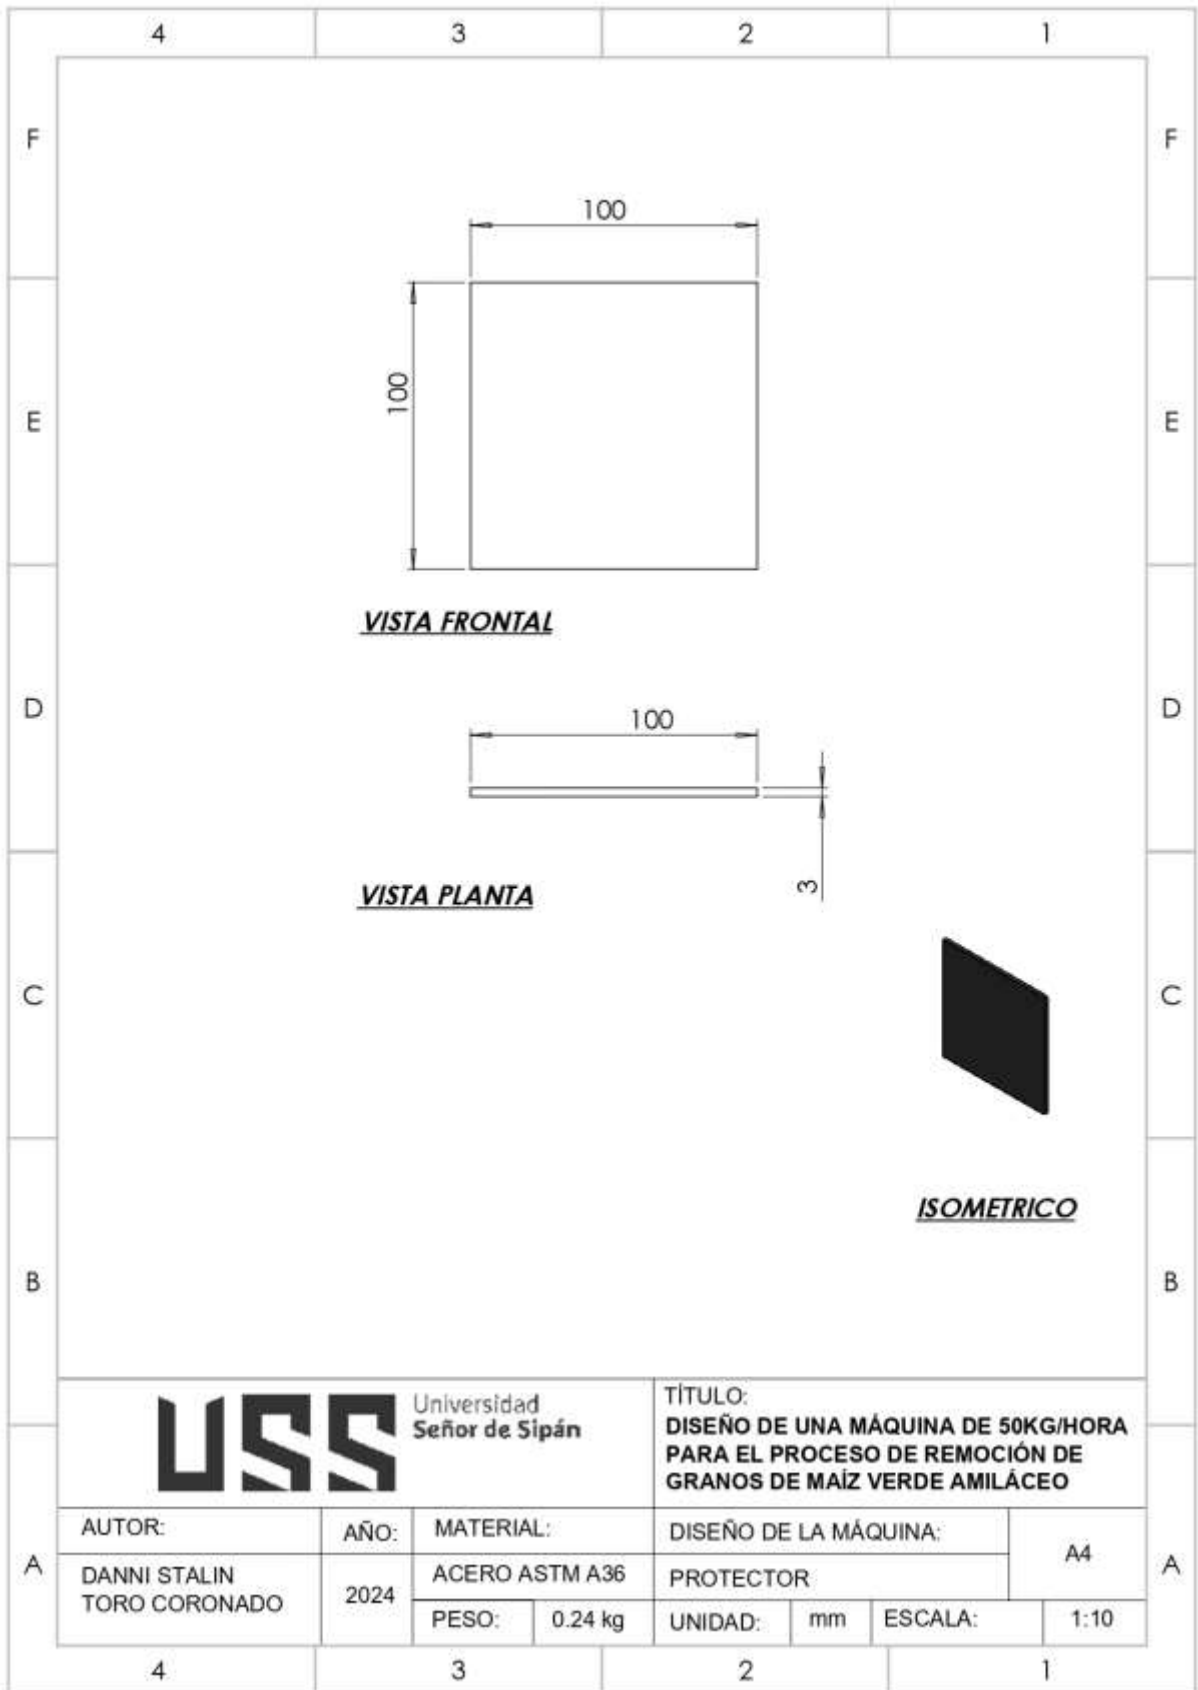 4 3 2 1
F F
100
100
E E
VISTA FRONTAL
D D
100
3
VISTA PLANTA
C C
ISOMETRICO
B B
USS Universidad
Señor de Sipán
TÍTULO:
DISEÑO DE UNA MÁQUINA DE 50KG/HORA
PARA EL PROCESO DE REMOCIÓN DE
GRANOS DE MAÍZ VERDE AMILÁCEO
AUTOR: AÑO: MATERIAL: DISEÑO DE LA MÁQUINA: A4
A A
DANNI STALIN
TORO CORONADO
2024
ACERO ASTM A36
PROTECTOR
PESO: 0.24 kg UNIDAD: mm ESCALA: 1:10
4 3 2 1